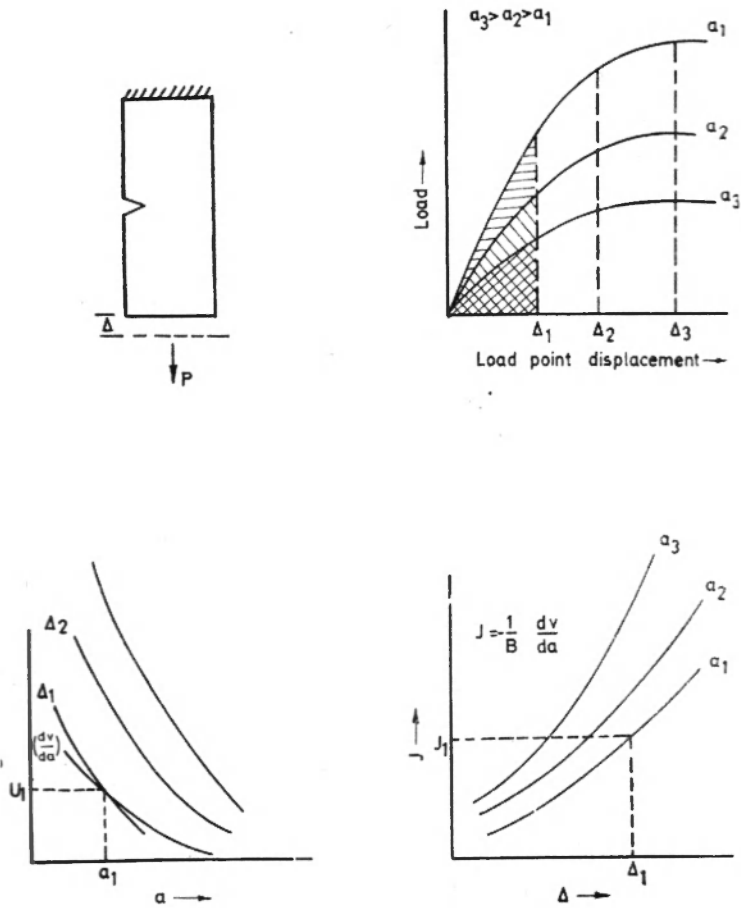 a3>a2>a1
a1
a2
a3
Load
Δ1
Δ2
Δ3
Load point displacement
Δ
P
Δ2
Δ1
(dv/da)
U1
a1
a
a3
a2
a1
J=-1/B dv/da
J
J1
Δ1
Δ